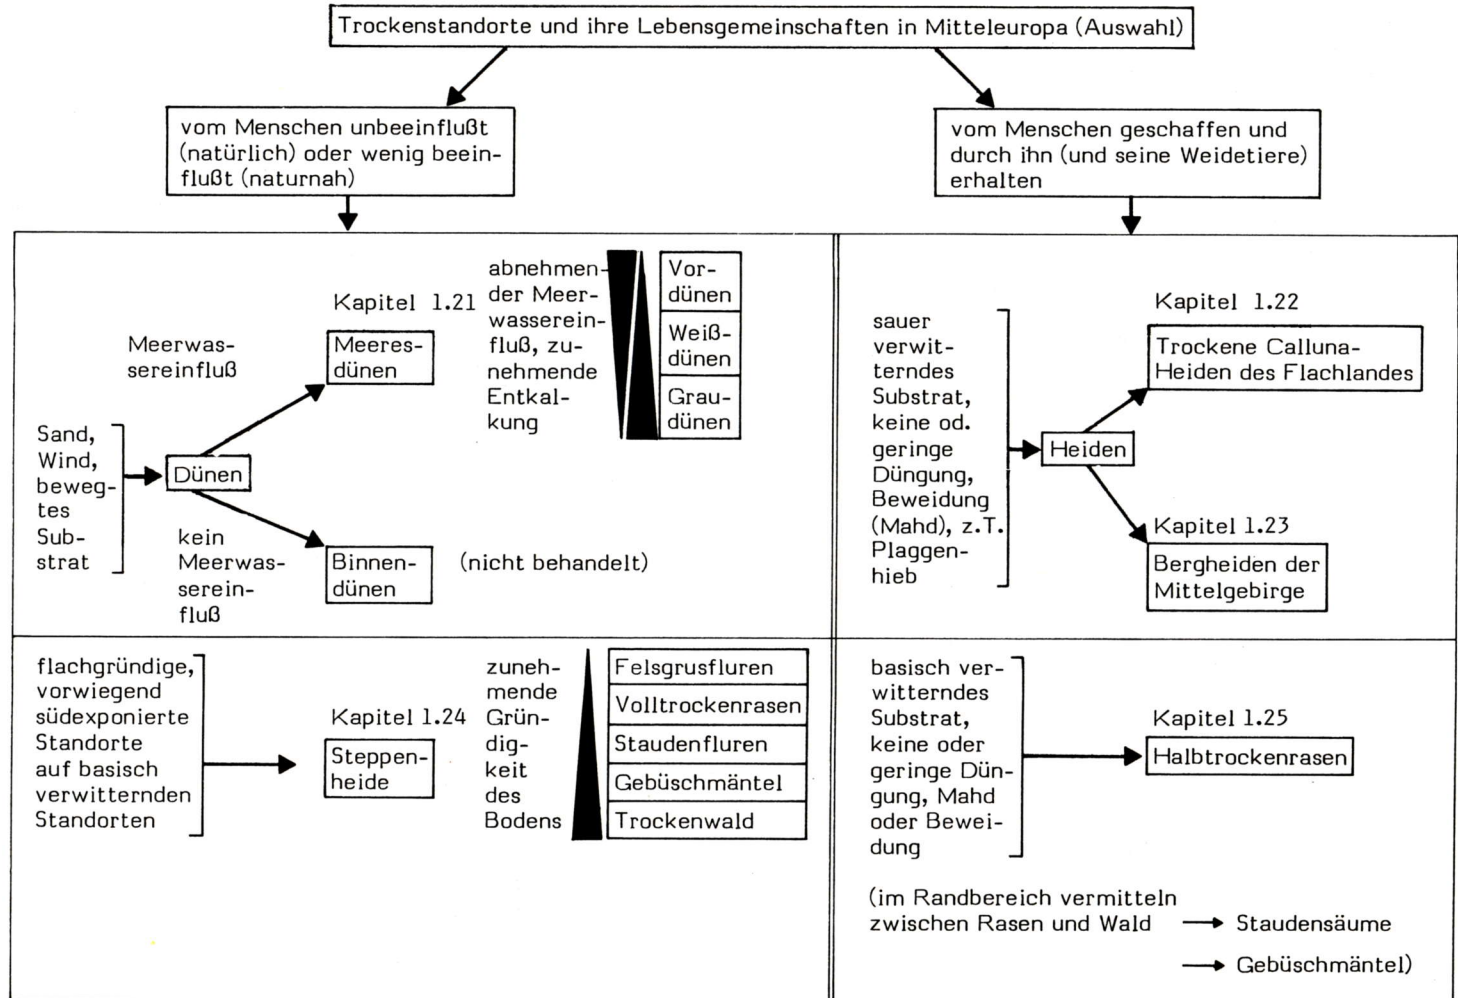 Trockenstandorte und ihre Lebensgemeinschaften in Mitteleuropa (Auswahl)
vom Menschen unbeeinflußt
(natürlich) oder wenig beein-
flußt (naturnah)
vom Menschen geschaffen und
durch ihn (und seine Weidetiere)
erhalten
Sand,
Wind,
beweg-
tes
Sub-
strat
Dünen
Meerwas-
sereinfluß
Kapitel 1.21
Meeres-
dünen
abnehmen-
der Meer-
wasserein-
fluß, zu-
nehmende
Entkal-
kung
Vor-
dünen
Weiß-
dünen
Grau-
dünen
kein
Meerwas-
serein-
fluß
Binnen-
dünen
(nicht behandelt)
sauer
verwit-
terndes
Substrat,
keine od.
geringe
Düngung,
Beweidung
(Mahd), z.T.
Plaggen-
hieb
Heiden
Kapitel 1.22
Trockene Calluna-
Heiden des Flachlandes
Kapitel 1.23
Bergheiden der
Mittelgebirge
flachgründige,
vorwiegend
südexponierte
Standorte
auf basisch
verwitternden
Standorten
Kapitel 1.24
Steppen-
heide
zuneh-
mende
Grün-
dig-
keit
des
Bodens
Felsgrusfluren
Volltrockenrasen
Staudenfluren
Gebüschmäntel
Trockenwald
basisch ver-
witterndes
Substrat,
keine oder
geringe Dün-
gung, Mahd
oder Bewei-
dung
Kapitel 1.25
Halbtrockenrasen
(im Randbereich vermitteln
zwischen Rasen und Wald → Staudensäume
→ Gebüschmäntel)